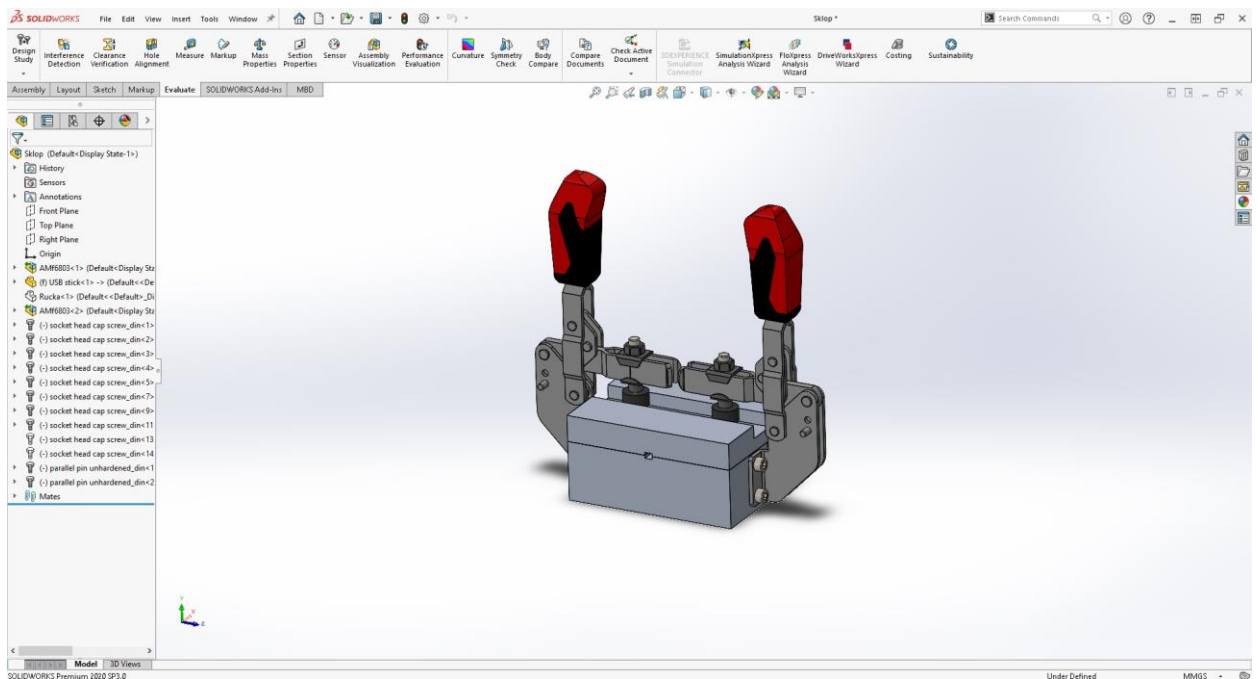 SOLIDWORKS File Edit View Insert Tools Window Sklop * Search Commands
Design Study
Interference Detection
Clearance Verification
Hole Alignment
Measure
Markup
Mass Properties
Section Properties
Sensor
Assembly Visualization
Performance Evaluation
Curvature
Symmetry Check
Body Compare
Compare Documents
Check Active Document
3DEXPERIENCE Simulation Connector
SimulationXpress Analysis Wizard
FloXpress Analysis Wizard
DriveWorksXpress Wizard
Costing
Sustainability
Assembly Layout Sketch Markup Evaluate SOLIDWORKS Add-Ins MBD
Sklop (Default<Display State-1>)
History
Sensors
Annotations
Front Plane
Top Plane
Right Plane
Origin
AMf6803<1> (Default<Display Sta
(f) USB stick<1> -> (Default<<De
Rucka<1> (Default<<Default>_Di
AMf6803<2> (Default<Display Sta
(-) socket head cap screw_din<1>
(-) socket head cap screw_din<2>
(-) socket head cap screw_din<3>
(-) socket head cap screw_din<4>
(-) socket head cap screw_din<5>
(-) socket head cap screw_din<7>
(-) socket head cap screw_din<9>
(-) socket head cap screw_din<11
(-) socket head cap screw_din<13
(-) socket head cap screw_din<14
(-) parallel pin unhardened_din<1
(-) parallel pin unhardened_din<2
Mates
Y
X
Z
Model 3D Views
SOLIDWORKS Premium 2020 SP3.0 Under Defined MMGS